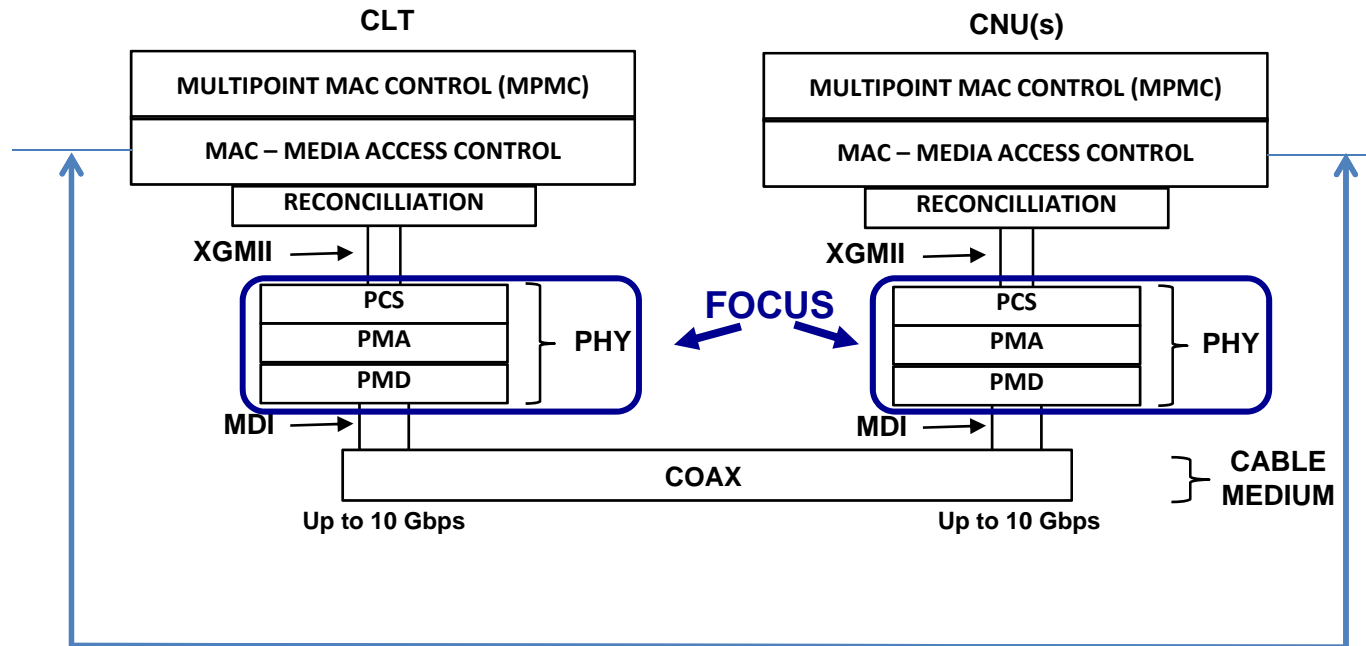 CLT
CNU(s)
MULTIPOINT MAC CONTROL (MPMC)
MULTIPOINT MAC CONTROL (MPMC)
MAC – MEDIA ACCESS CONTROL
MAC – MEDIA ACCESS CONTROL
RECONCILLIATION
RECONCILLIATION
XGMII
XGMII
PCS
PMA
PMD
PHY
FOCUS
PCS
PMA
PMD
PHY
MDI
MDI
COAX
CABLE
MEDIUM
Up to 10 Gbps
Up to 10 Gbps